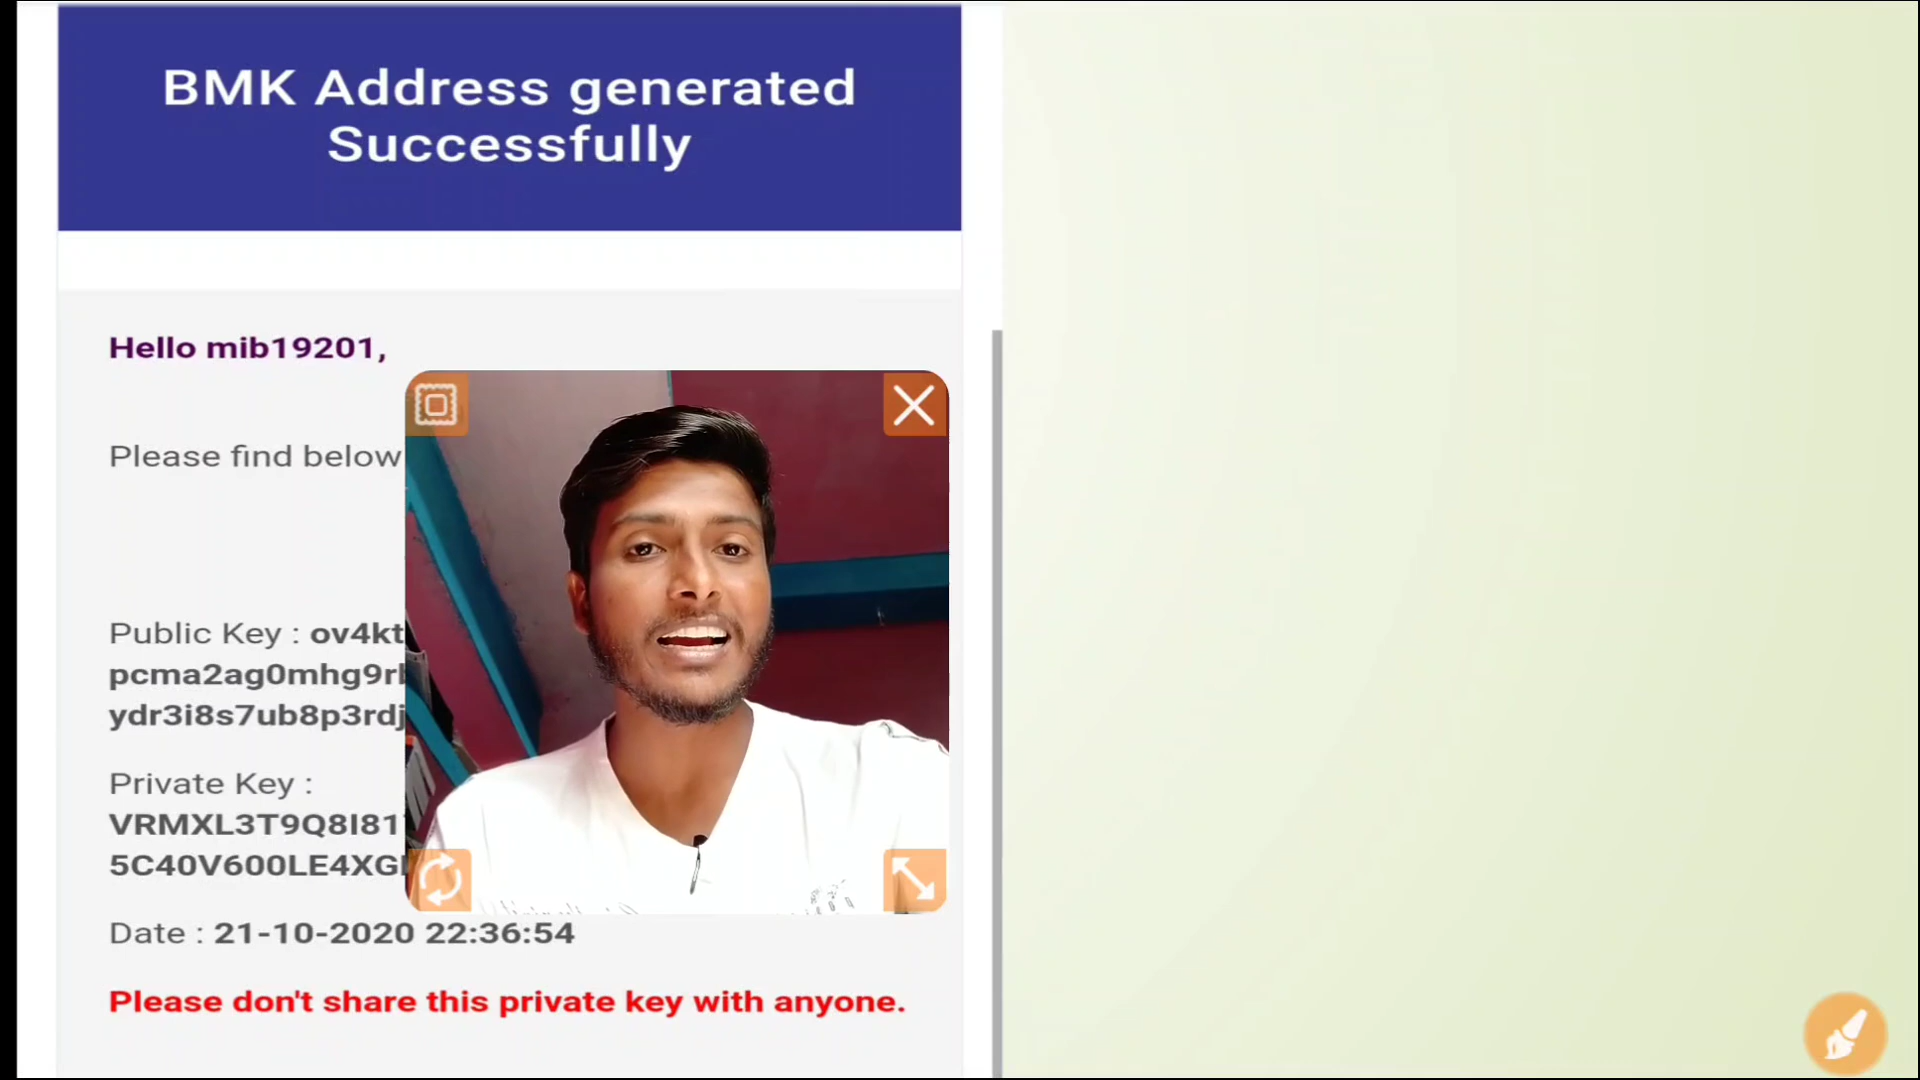 BMK Address generated
Successfully
Hello mib19201,
Please find below
Public Key : ov4kt
pcma2ag0mhg9r
ydr3i8s7ub8p3rdj
Private Key :
VRMXL3T9Q8I81
5C40V600LE4XG
Date : 21-10-2020 22:36:54
Please don't share this private key with anyone.